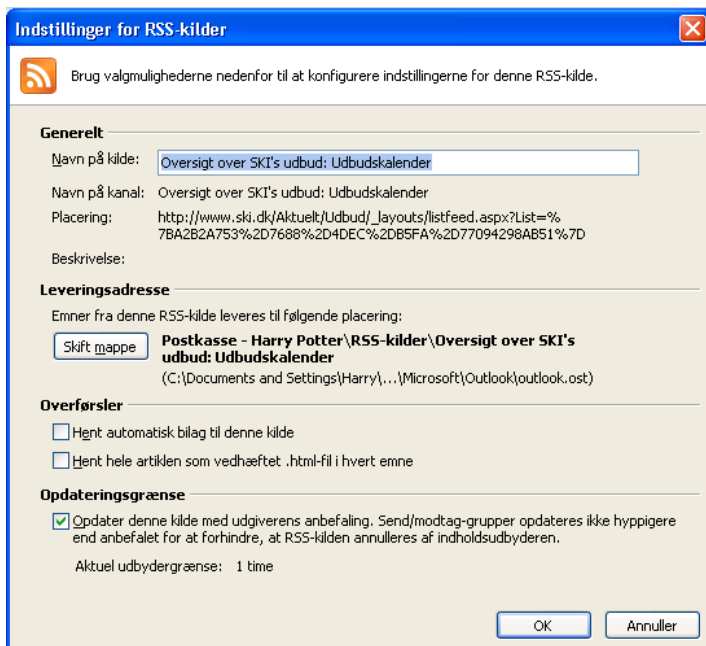 Indstillinger for RSS-kilder
Brug valgmulighederne nedenfor til at konfigurere indstillingerne for denne RSS-kilde.
Generelt
Navn på kilde: Oversigt over SKI's udbud: Udbudskalender
Navn på kanal: Oversigt over SKI's udbud: Udbudskalender
Placering: http://www.ski.dk/Aktuelt/Udbud/_layouts/listfeed.aspx?List=%
7BA2B2A753%2D7688%2D4DEC%2DB5FA%2D77094298AB51%7D
Beskrivelse:
Leveringsadresse
Emner fra denne RSS-kilde leveres til følgende placering:
Skift mappe Postkasse - Harry Potter\RSS-kilder\Oversigt over SKI's
udbud: Udbudskalender
(C:\Documents and Settings\Harry\...\Microsoft\Outlook\outlook.ost)
Overførsler
Hent automatisk bilag til denne kilde
Hent hele artiklen som vedhæftet .html-fil i hvert emne
Opdateringsgrænse
Opdater denne kilde med udgiverens anbefaling. Send/modtag-grupper opdateres ikke hyppigere
end anbefalet for at forhindre, at RSS-kilden annulleres af indholdsudbyderen.
Aktuel udbydergrænse: 1 time
OK Annuller